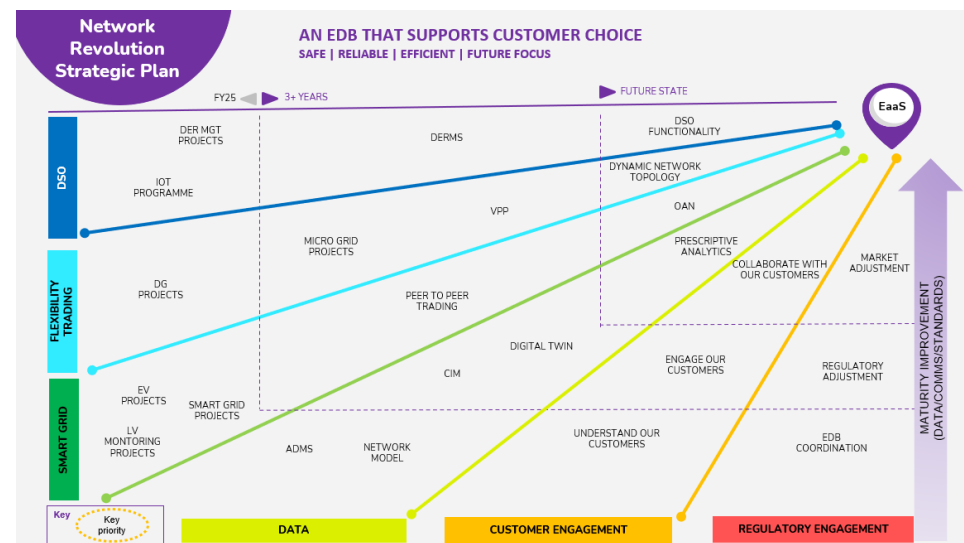 Network
Revolution
Strategic Plan
AN EDB THAT SUPPORTS CUSTOMER CHOICE
SAFE | RELIABLE | EFFICIENT | FUTURE FOCUS
FY25
3+ YEARS
FUTURE STATE
EaaS
DSO
DER MGT
PROJECTS
DERMS
DSO
FUNCTIONALITY
IOT
PROGRAMME
DYNAMIC NETWORK
TOPOLOGY
VPP
OAN
MICRO GRID
PROJECTS
PRESCRIPTIVE
ANALYTICS
COLLABORATE WITH
OUR CUSTOMERS
MARKET
ADJUSTMENT
FLEXIBILITY
TRADING
DG
PROJECTS
PEER TO PEER
TRADING
DIGITAL TWIN
CIM
ENGAGE OUR
CUSTOMERS
REGULATORY
ADJUSTMENT
SMART GRID
EV
PROJECTS
SMART GRID
PROJECTS
LV
MONTORING
PROJECTS
ADMS
NETWORK
MODEL
UNDERSTAND OUR
CUSTOMERS
EDB
COORDINATION
MATURITY IMPROVEMENT
(DATA/COMMS/STANDARDS)
Key
Key
priority
DATA
CUSTOMER ENGAGEMENT
REGULATORY ENGAGEMENT